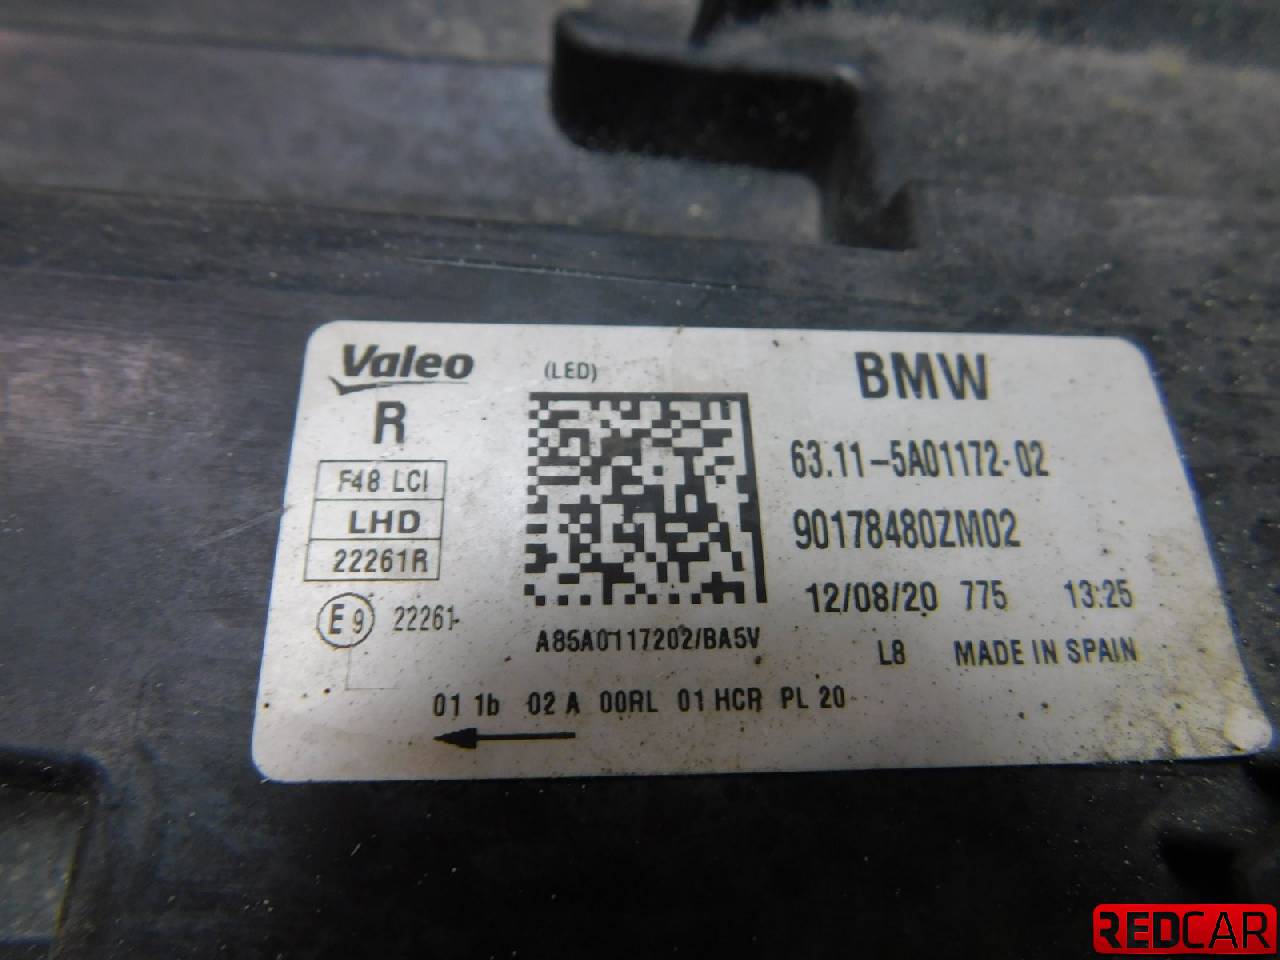 Valeo
(LED)
BMW
R
F48 LCI
LHD
22261R
E9 22261-
63.11-5A01172-02
90178480ZM02
12/08/20 775 13:25
L8 MADE IN SPAIN
A85A0117202/BA5V
01 1b 02 A 00RL 01 HCR PL 20
REDCAR